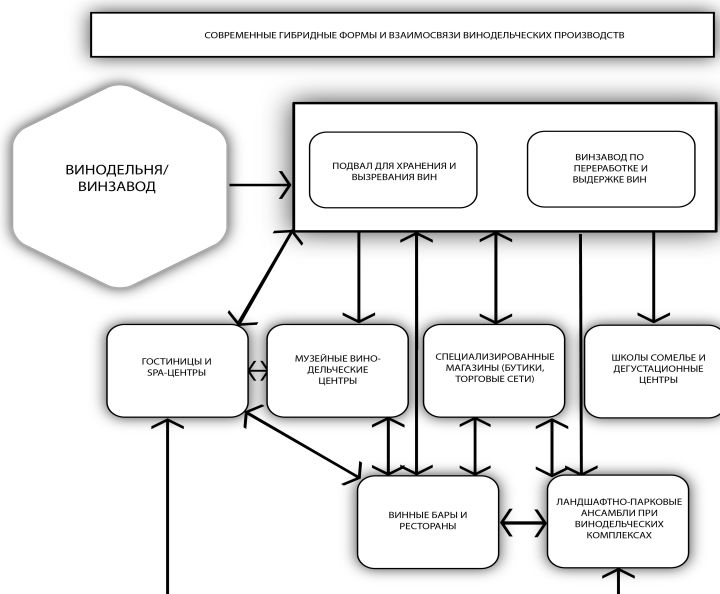 СОВРЕМЕННЫЕ ГИБРИДНЫЕ ФОРМЫ И ВЗАИМОСВЯЗИ ВИНОДЕЛЬЧЕСКИХ ПРОИЗВОДСТВ
ВИНОДЕЛЬНЯ/
ВИНЗАВОД
ПОДВАЛ ДЛЯ ХРАНЕНИЯ И
ВЫЗРЕВАНИЯ ВИН
ВИНЗАВОД ПО
ПЕРЕРАБОТКЕ И
ВЫДЕРЖКЕ ВИН
ГОСТИНИЦЫ И
SPA-ЦЕНТРЫ
МУЗЕЙНЫЕ ВИНО-
ДЕЛЬЧЕСКИЕ
ЦЕНТРЫ
СПЕЦИАЛИЗИРОВАННЫЕ
МАГАЗИНЫ (БУТИКИ,
ТОРГОВЫЕ СЕТИ)
ШКОЛЫ СОМЕЛЬЕ И
ДЕГУСТАЦИОННЫЕ
ЦЕНТРЫ
ВИННЫЕ БАРЫ И
РЕСТОРАНЫ
ЛАНДШАФТНО-ПАРКОВЫЕ
АНСАМБЛИ ПРИ
ВИНОДЕЛЬЧЕСКИХ
КОМПЛЕКСАХ